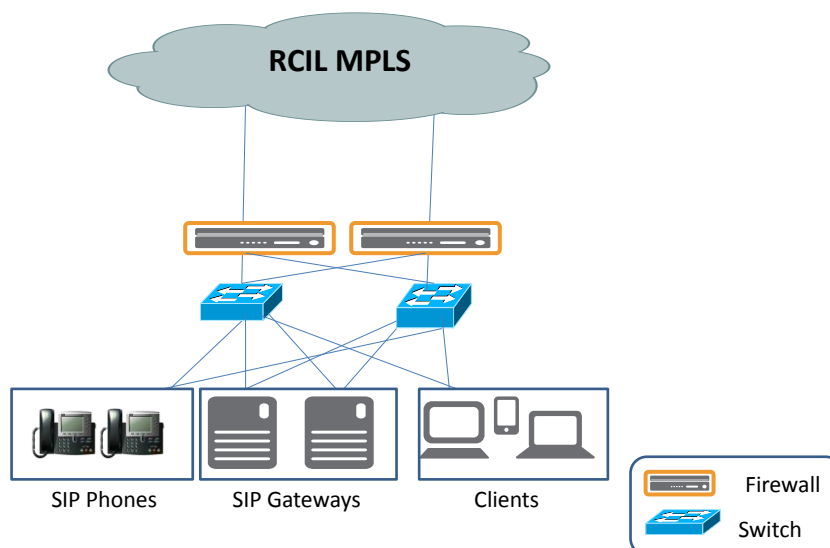 RCIL MPLS
SIP Phones
SIP Gateways
Clients
Firewall
Switch